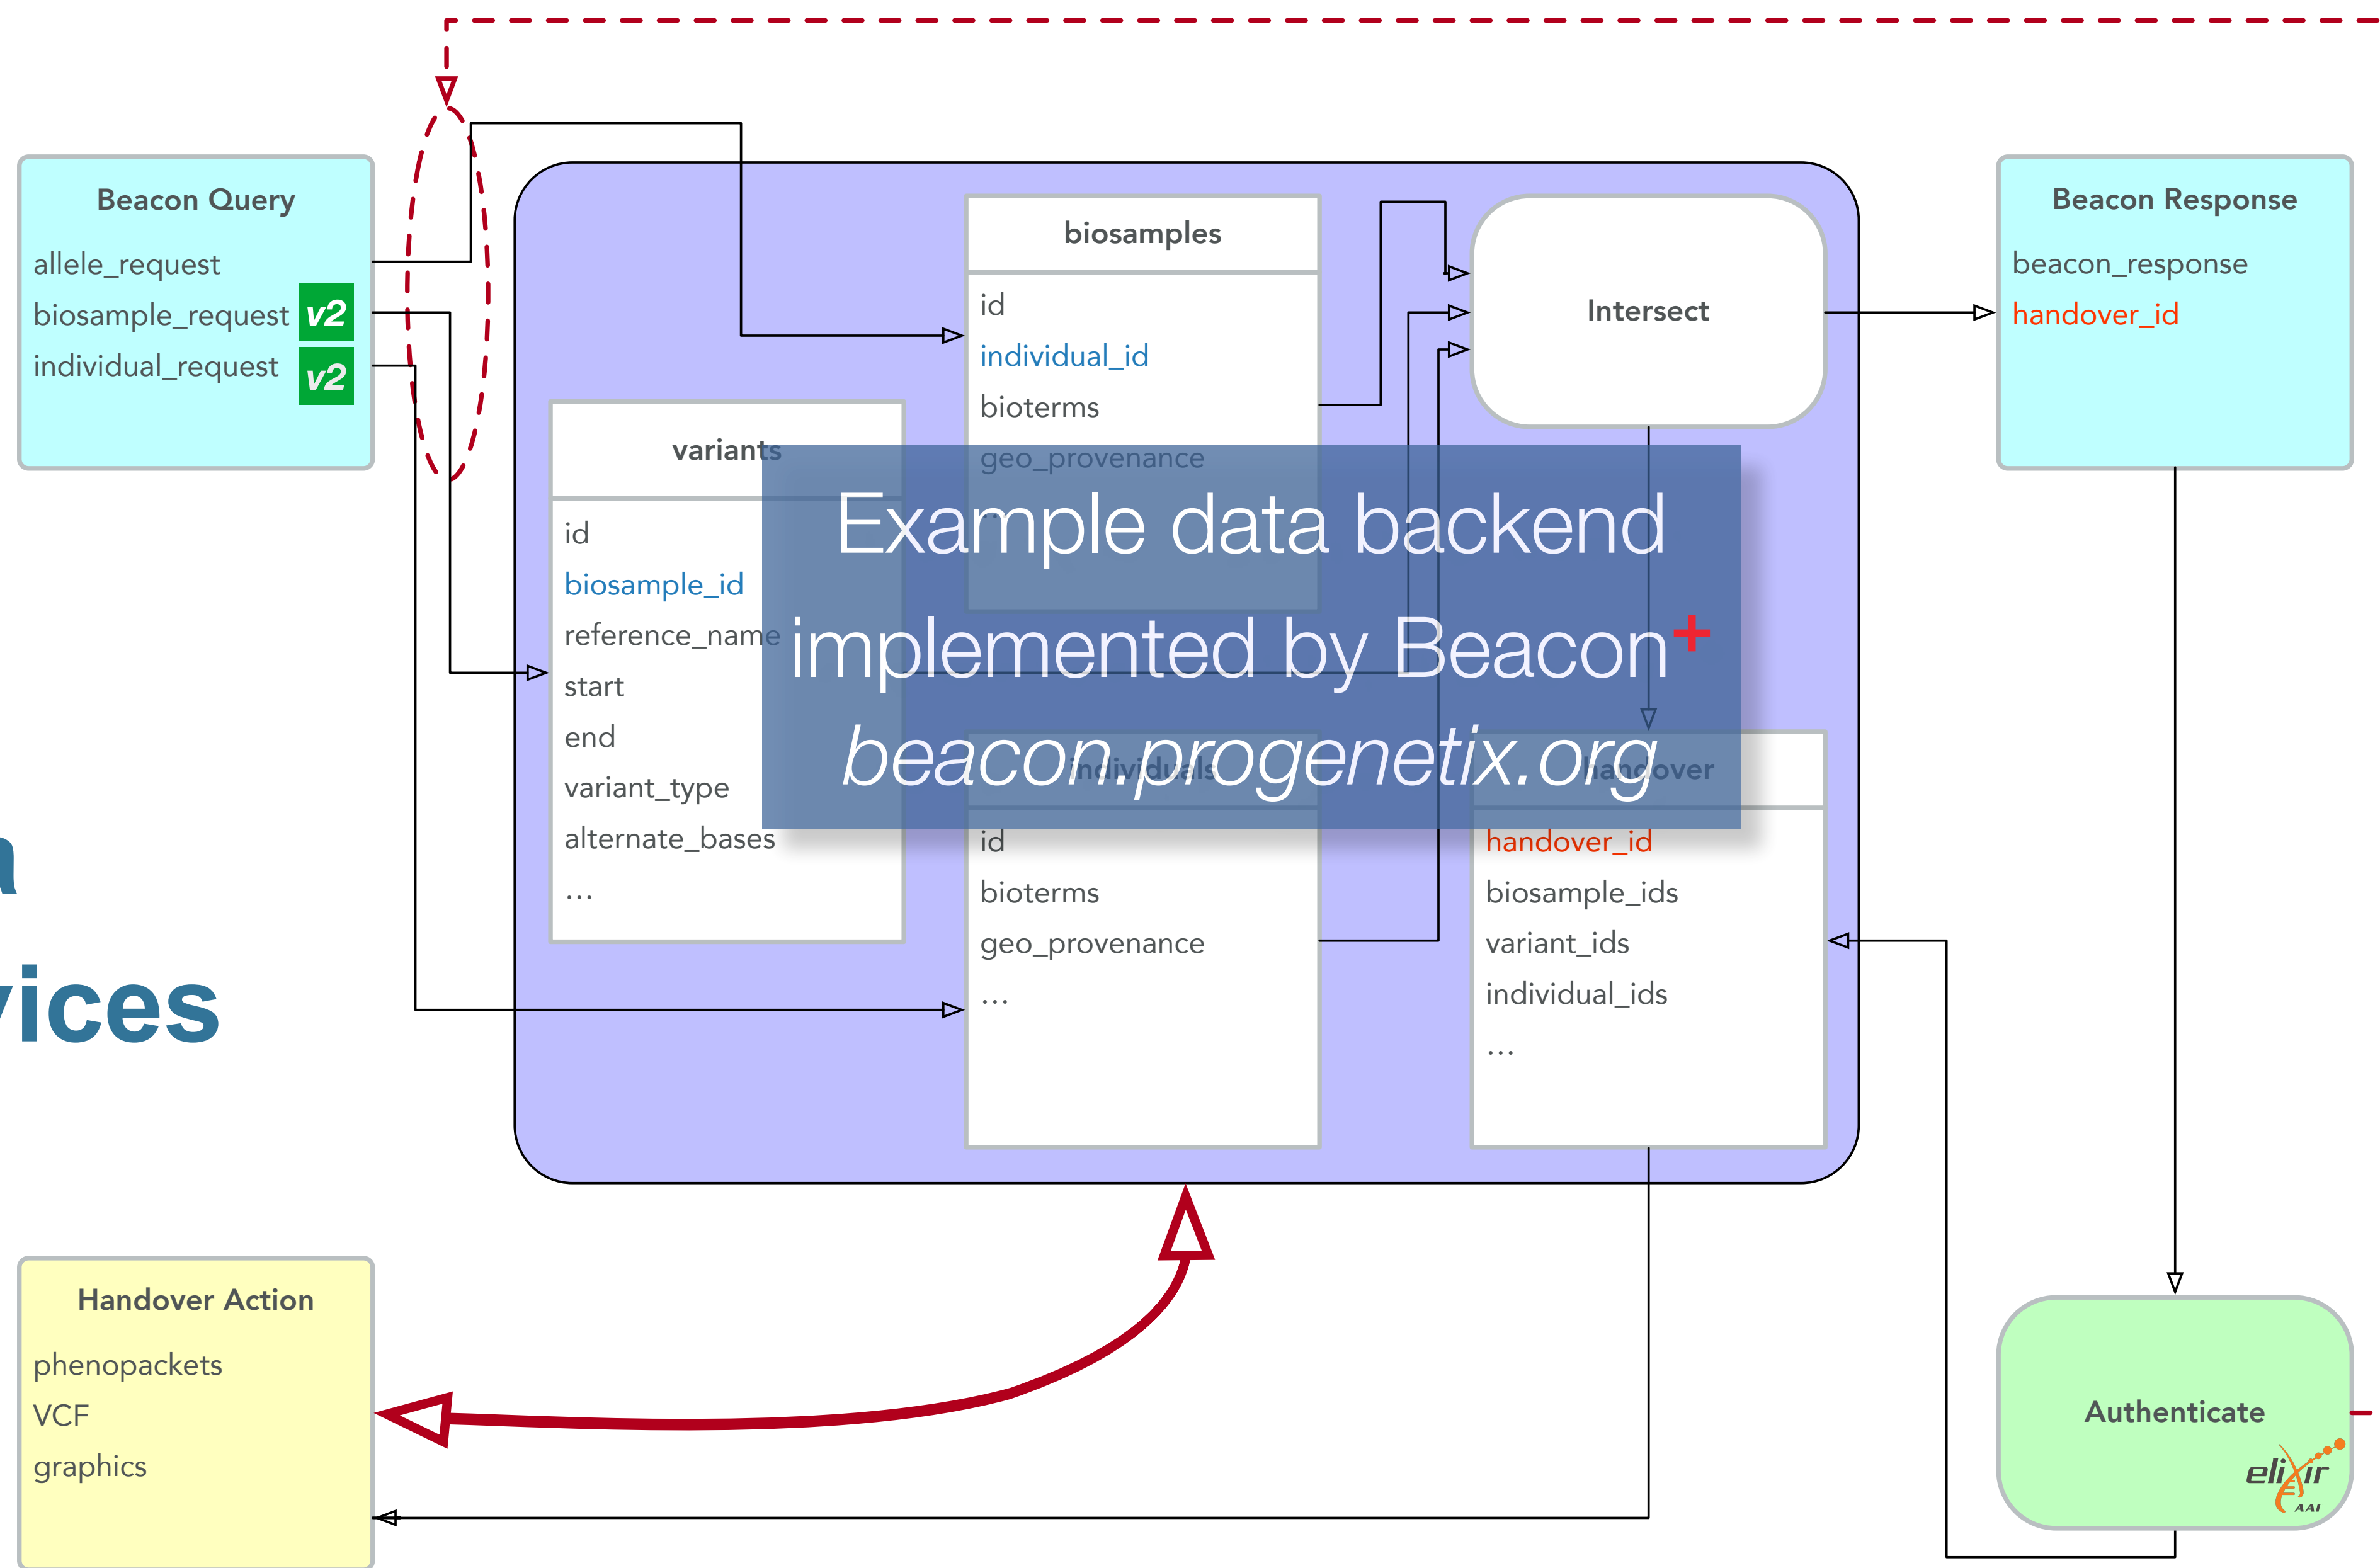 Beacon Query
allele_request
biosample_request v2
individual_request v2
biosamples
id
individual_id
bioterms
geo_provenance
Intersect
Beacon Response
beacon_response
handover_id
variants
id
biosample_id
reference_name
start
end
variant_type
alternate_bases
...
Example data backend
implemented by Beacon+
beacon.progenetix.org
individuals
id
bioterms
geo_provenance
...
handover
handover_id
biosample_ids
variant_ids
individual_ids
...
Handover Action
phenopackets
VCF
graphics
Authenticate
elixir
AAI